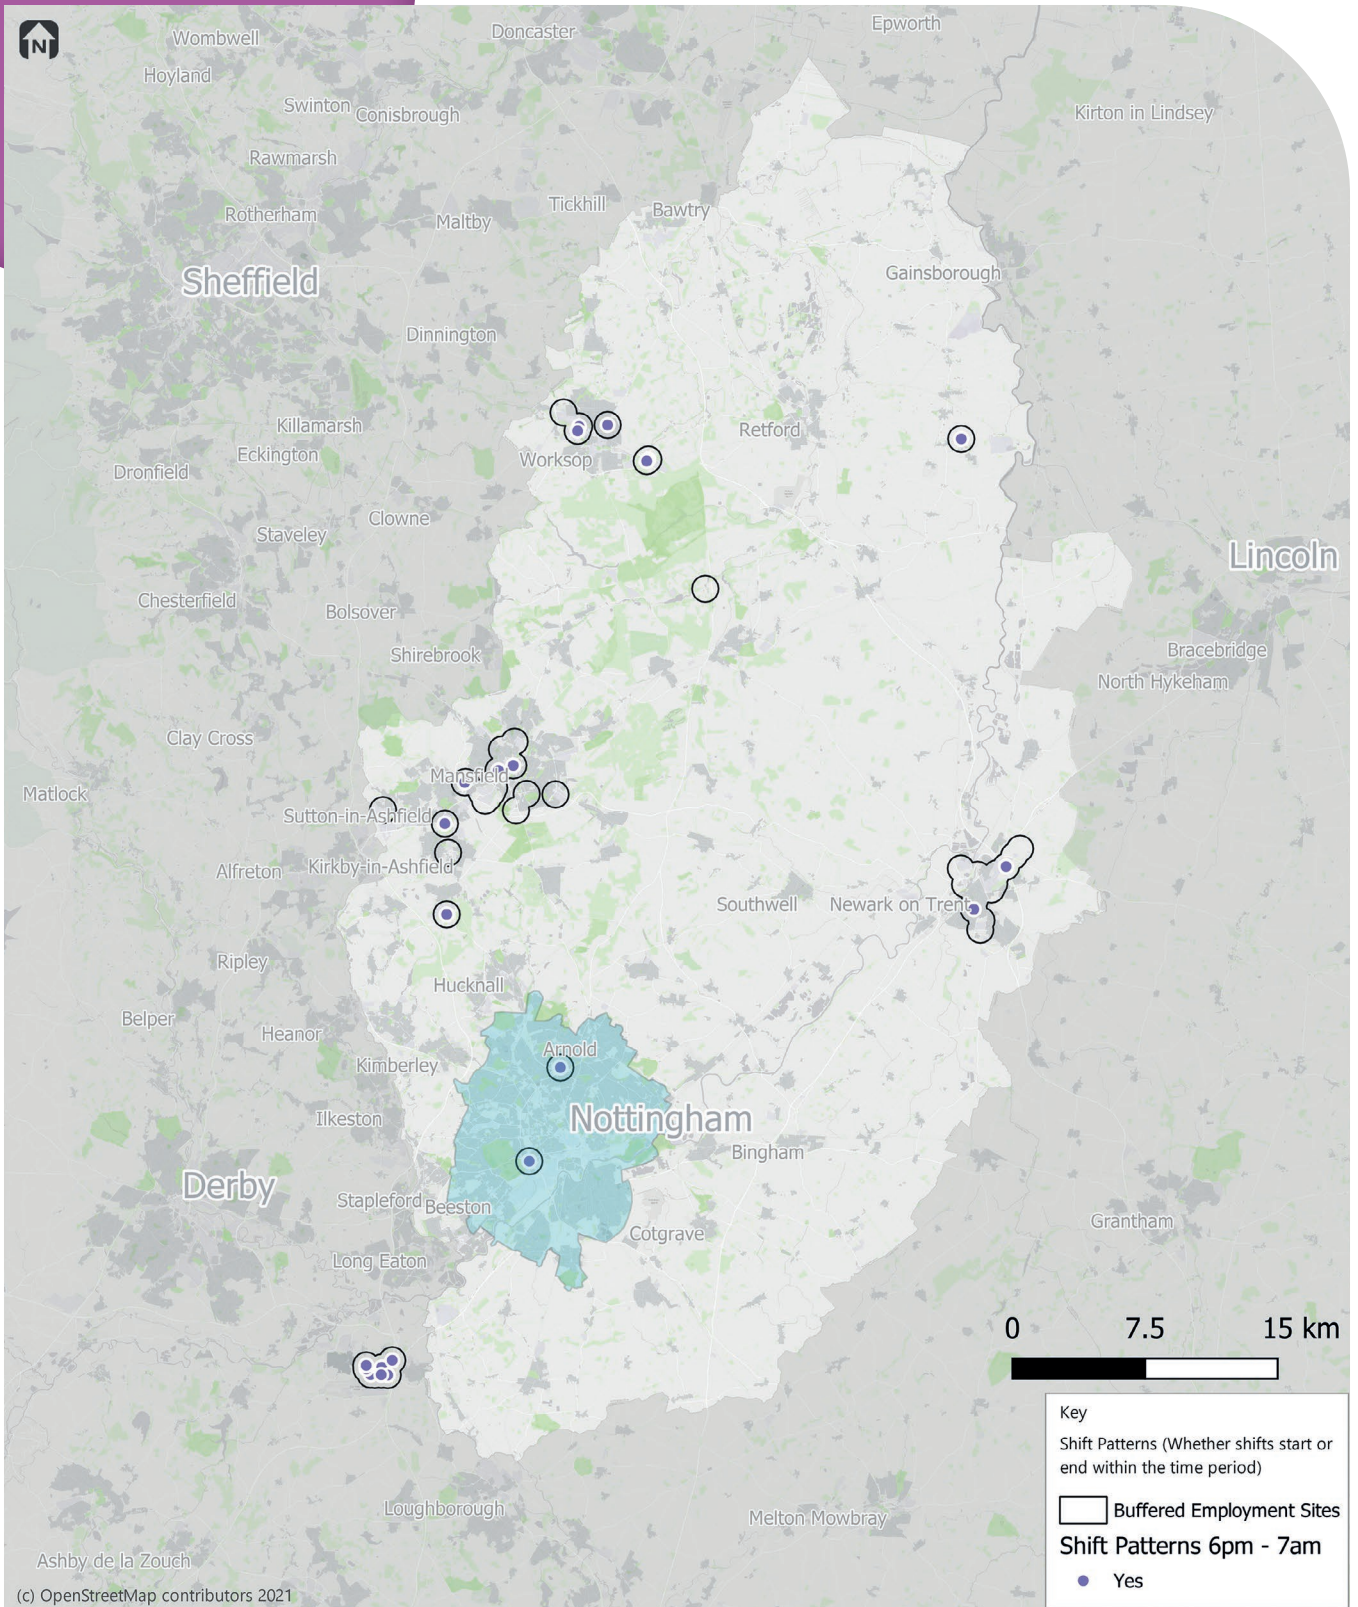 N
Epworth
Doncaster
Wombwell
Hoyland
Swinton
Conisbrough
Kirton in Lindsey
Rawmarsh
Tickhill
Bawtry
Rotherham
Maltby
Sheffield
Gainsborough
Dinnington
Killamarsh
Retford
Eckington
Worksop
Dronfield
Clowne
Staveley
Lincoln
Chesterfield
Bolsover
Shirebrook
Bracebridge
North Hykeham
Clay Cross
Mansfield
Matlock
Sutton-in-Ashfield
Alfreton
Kirkby-in-Ashfield
Southwell
Newark on Trent
Ripley
Hucknall
Belper
Heanor
Arnold
Kimberley
Ilkeston
Nottingham
Bingham
Derby
Stapleford
Beeston
Grantham
Cotgrave
Long Eaton
0 7.5 15 km
Key
Shift Patterns (Whether shifts start or
end within the time period)
Buffered Employment Sites
Shift Patterns 6pm - 7am
Yes
Loughborough
Melton Mowbray
Ashby de la Zouch
(c) OpenStreetMap contributors 2021